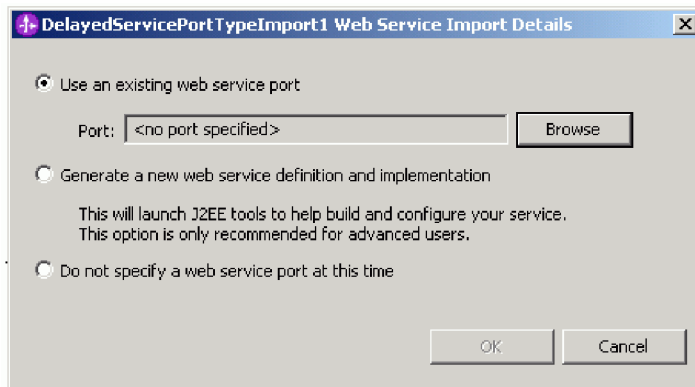 DelayedServicePortTypeImport1 Web Service Import Details
Use an existing web service port
Port: <no port specified> Browse
Generate a new web service definition and implementation
This will launch J2EE tools to help build and configure your service.
This option is only recommended for advanced users.
Do not specify a web service port at this time
OK Cancel